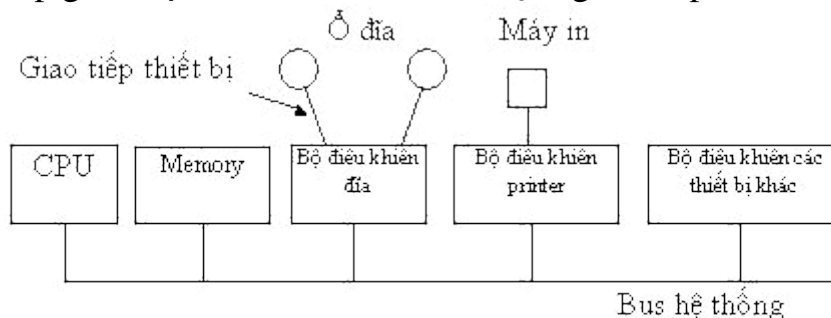 Ổ đĩa
Máy in
Giao tiếp thiết bị
CPU
Memory
Bộ điều khiển
đĩa
Bộ điều khiển
printer
Bộ điều khiển các
thiết bị khác
Bus hệ thống